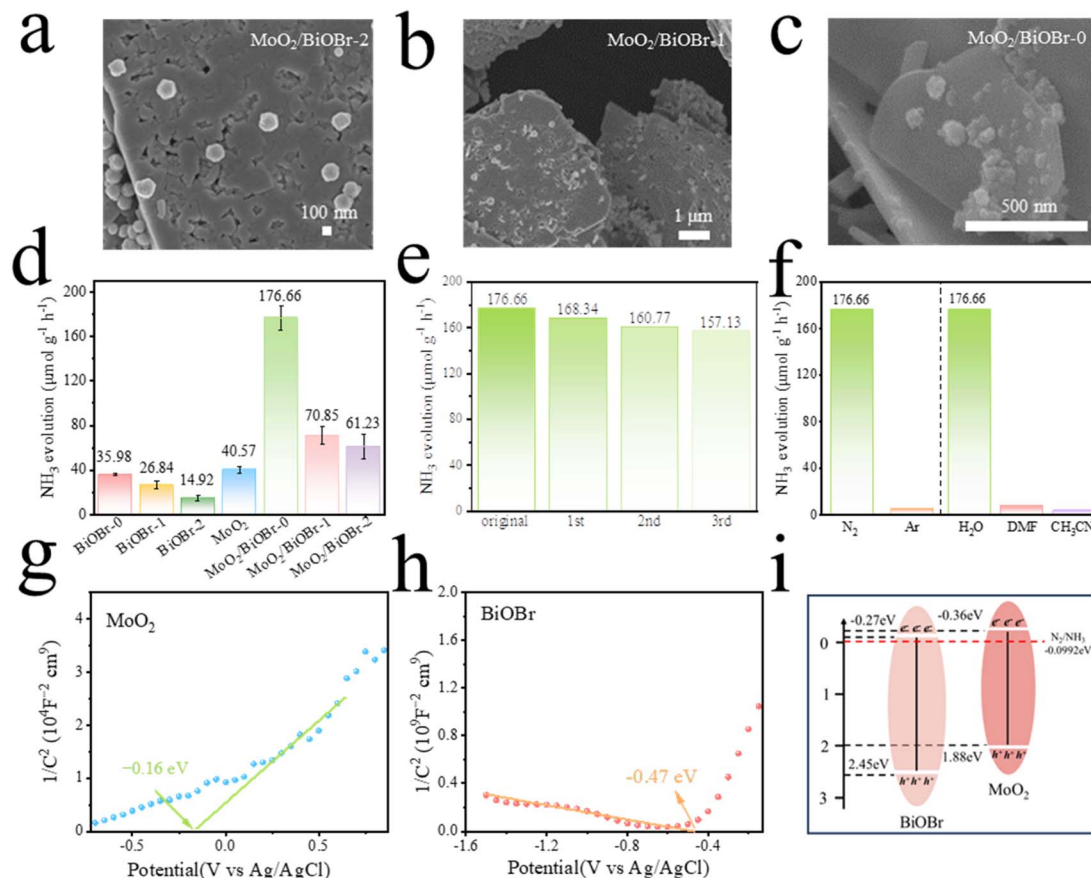 a
MoO₂/BiOBr-2
100 nm
b
MoO₂/BiOBr-1
1 μm
c
MoO₂/BiOBr-0
500 nm
d
NH₃ evolution (μmol g⁻¹ h⁻¹)
200
160
120
80
40
0
35.98
26.84
14.92
40.57
176.66
70.85
61.23
BiOBr-0
BiOBr-1
BiOBr-2
MoO₂
MoO₂/BiOBr-0
MoO₂/BiOBr-1
MoO₂/BiOBr-2
e
NH₃ evolution (μmol g⁻¹ h⁻¹)
200
160
120
80
40
0
176.66
168.34
160.77
157.13
original
1st
2nd
3rd
f
NH₃ evolution (μmol g⁻¹ h⁻¹)
200
160
120
80
40
0
176.66
176.66
N₂
Ar
H₂O
DMF
CH₃CN
g
MoO₂
1/C² (10⁴F⁻² cm⁹)
4
3
2
1
0
−0.16 eV
-0.5
0.0
0.5
Potential(V vs Ag/AgCl)
h
BiOBr
1/C² (10⁹F⁻² cm⁹)
2.0
1.6
1.2
0.8
0.4
0.0
-0.47 eV
-1.6
-1.2
-0.8
-0.4
Potential(V vs Ag/AgCl)
i
-0.27eV
-0.36eV
e⁻ e⁻ e⁻
e⁻ e⁻ e⁻
N₂/NH₃
-0.0992eV
0
1
2
3
2.45eV
1.88eV
h⁺ h⁺ h⁺
h⁺ h⁺ h⁺
MoO₂
BiOBr